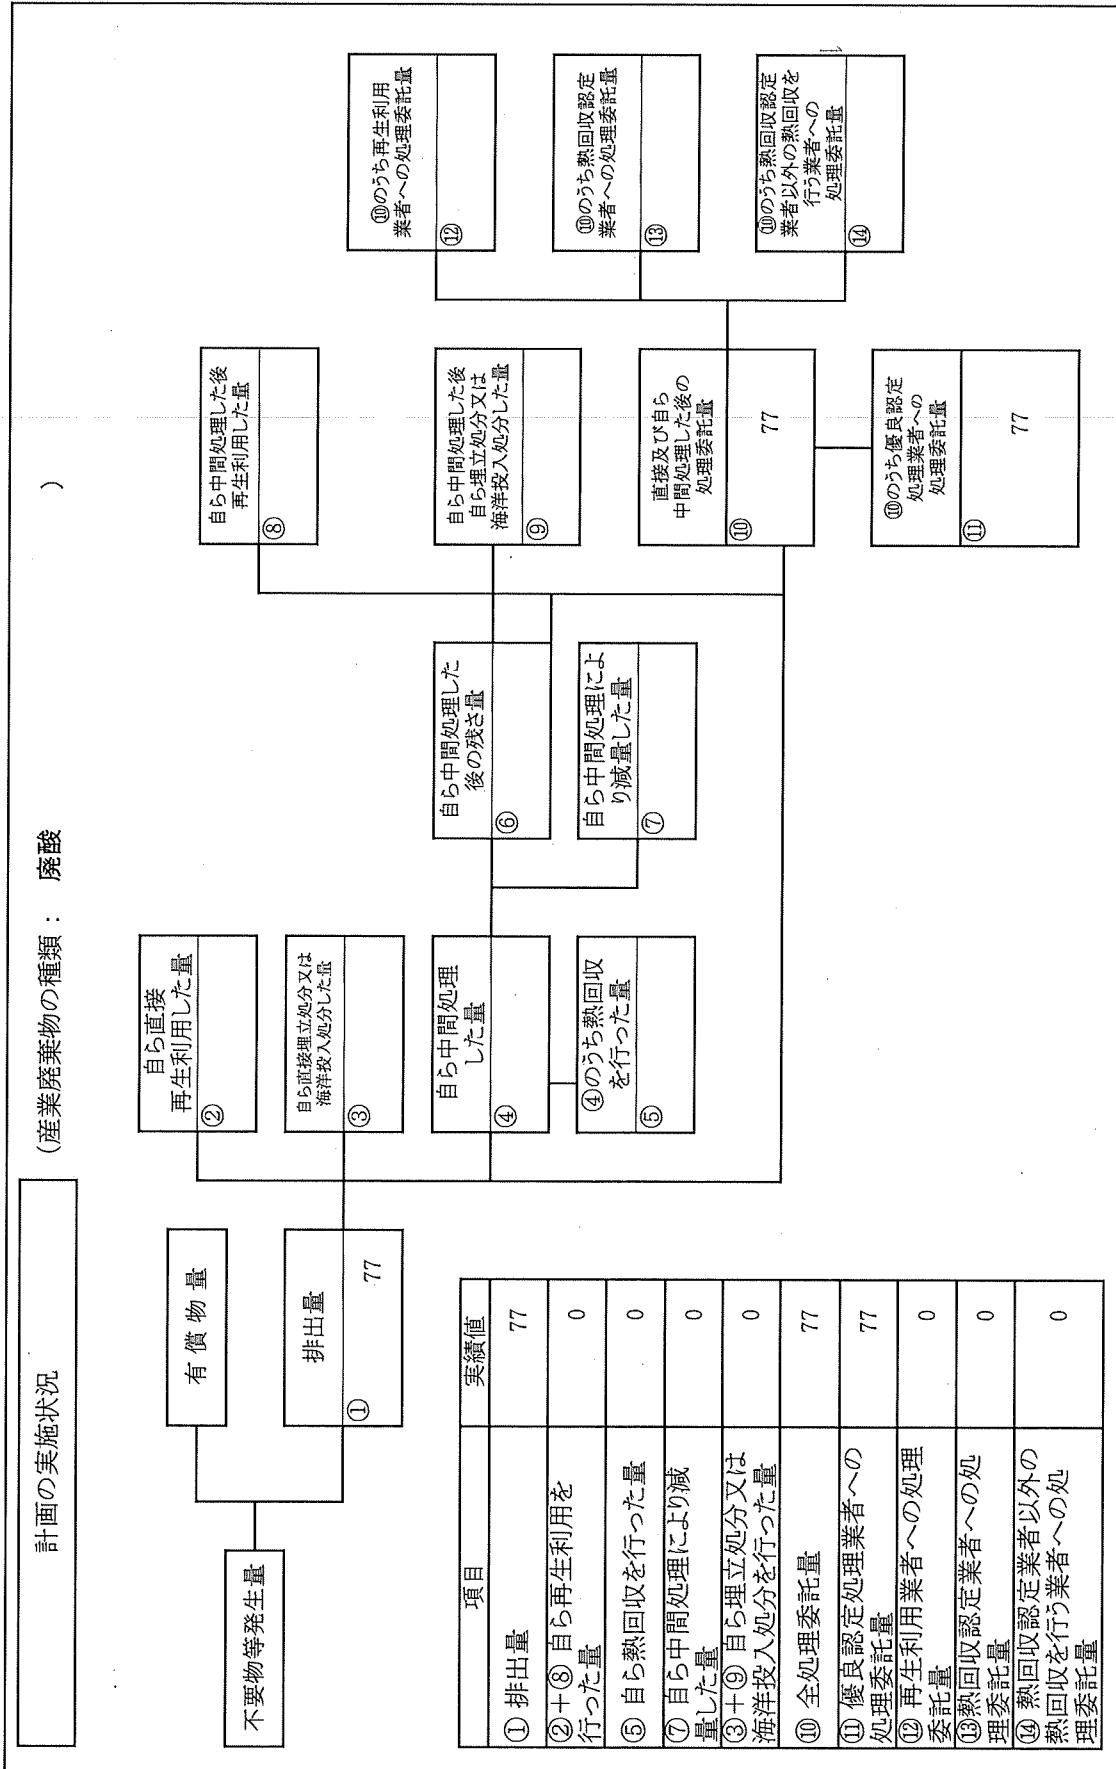 計画の実施状況
（産業廃棄物の種類： 廃酸 ）
不要物等発生量
有償物量
排出量
① 77
自ら直接
再生利用した量
②
自ら直接埋立処分又は
海洋投入処分した量
③
自ら中間処理
した量
④
④のうち熱回収
を行った量
⑤
自ら中間処理した
後の残さ量
⑥
自ら中間処理によ
り減量した量
⑦
自ら中間処理した後
再生利用した量
⑧
自ら中間処理した後
自ら埋立処分又は
海洋投入処分した量
⑨
直接及び自ら
中間処理した後の
処理委託量
⑩ 77
⑩のうち優良認定
処理業者への
処理委託量
⑪ 77
⑩のうち再生利用
業者への処理委託量
⑫
⑩のうち熱回収認定
業者への処理委託量
⑬
⑩のうち熱回収認定
業者以外の熱回収を
行う業者への
処理委託量
⑭
項目 実績値
① 排出量 77
②＋⑧ 自ら再生利用を
行った量 0
⑤ 自ら熱回収を行った量 0
⑦ 自ら中間処理により減
量した量 0
③＋⑨ 自ら埋立処分又は
海洋投入処分を行った量 0
⑩ 全処理委託量 77
⑪ 優良認定処理業者への
処理委託量 77
⑫ 再生利用業者への処理
委託量 0
⑬熱回収認定業者への処
理委託量 0
⑭ 熱回収認定業者以外の
熱回収を行う業者への処
理委託量 0